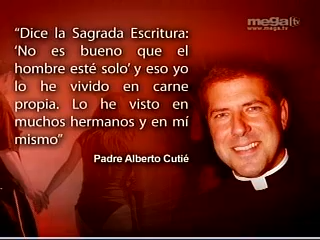 mega tv
www.mega.tv
“Dice la Sagrada Escritura:
‘No es bueno que el
hombre esté solo’ y eso yo
lo he vivido en carne
propia. Lo he visto en
muchos hermanos y en mí
mismo”
Padre Alberto Cutié